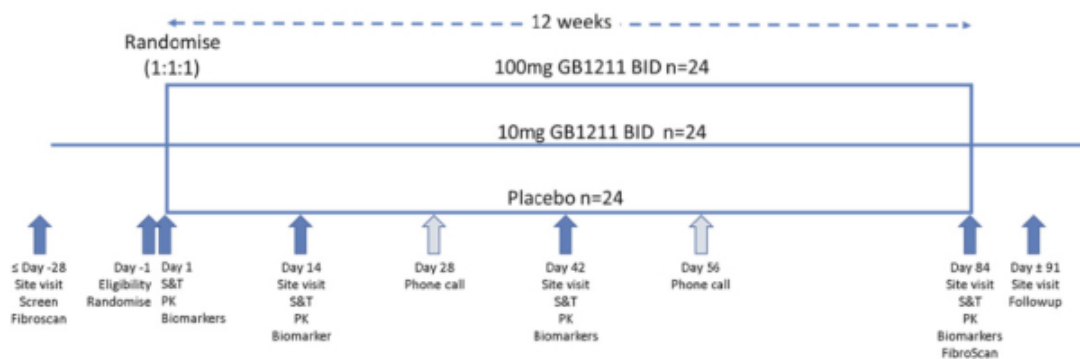 12 weeks
Randomise
(1:1:1)
100mg GB1211 BID n=24
10mg GB1211 BID n=24
Placebo n=24
≤ Day -28
Site visit
Screen
Fibroscan
Day -1
Eligibility
Randomise
Day 1
S&T
PK
Biomarkers
Day 14
Site visit
S&T
PK
Biomarker
Day 28
Phone call
Day 42
Site visit
S&T
PK
Biomarkers
Day 56
Phone call
Day 84
Site visit
S&T
PK
Biomarkers
FibroScan
Day ± 91
Site visit
Followup